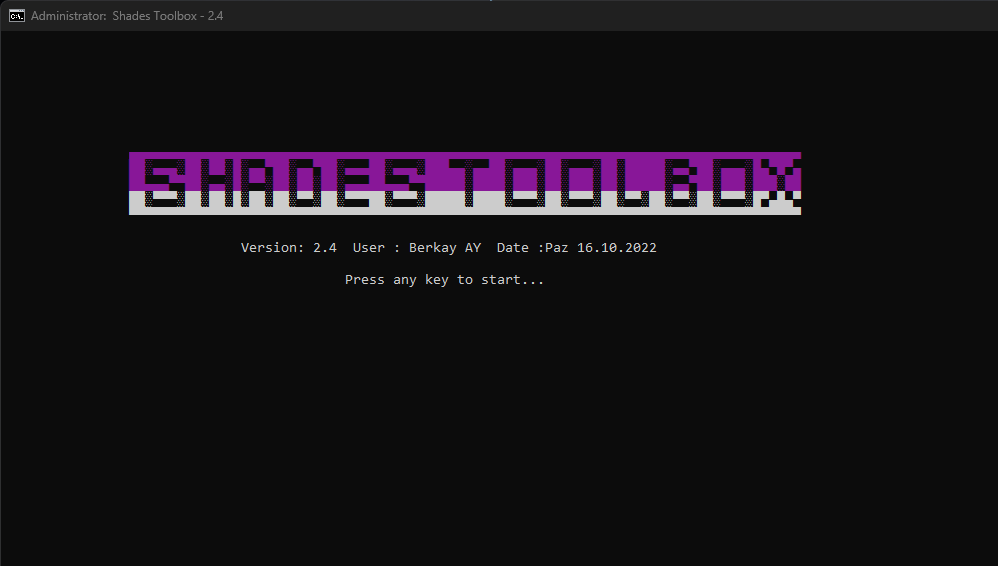 Administrator: Shades Toolbox - 2.4
SHADES TOOLBOX
Version: 2.4 User : Berkay AY Date :Paz 16.10.2022
Press any key to start...